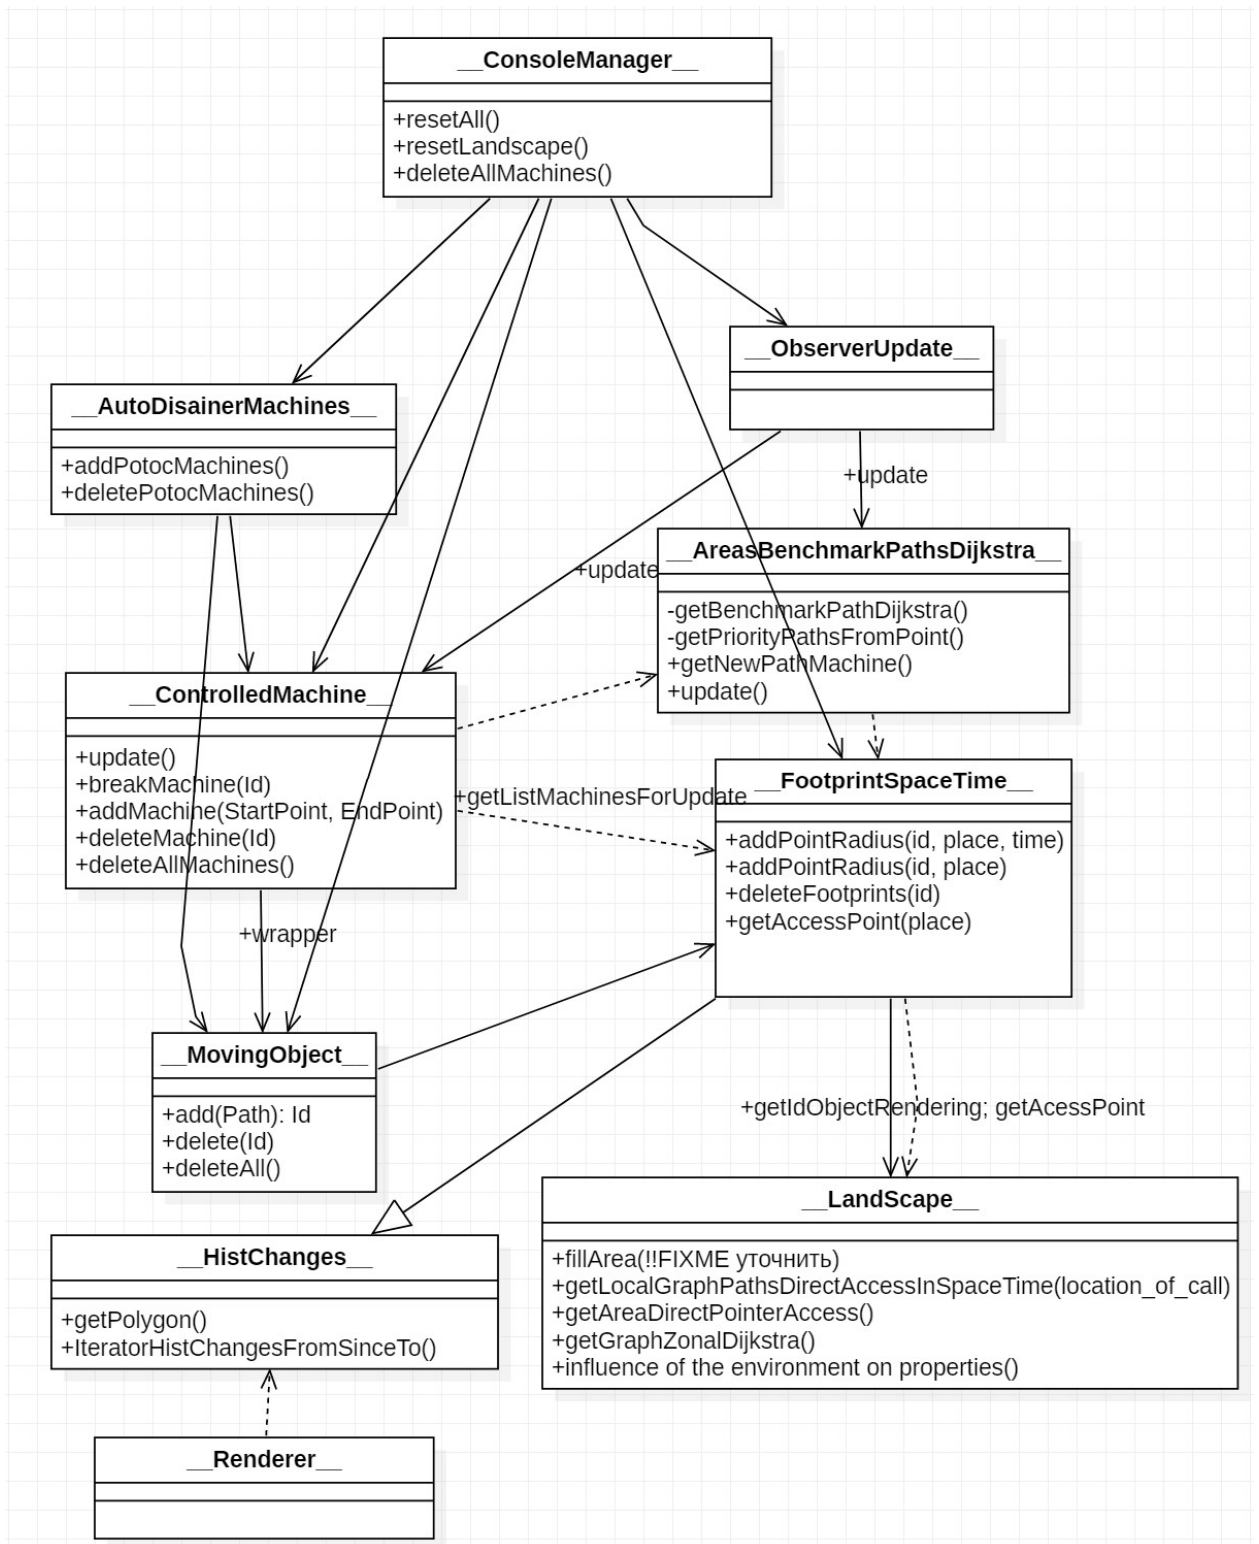 __ConsoleManager__
+resetAll()
+resetLandscape()
+deleteAllMachines()
__ObserverUpdate__
__AutoDisainerMachines__
+addPotocMachines()
+deletePotocMachines()
+update
__AreasBenchmarkPathsDijkstra__
-getBenchmarkPathDijkstra()
-getPriorityPathsFromPoint()
+getNewPathMachine()
+update()
+update
__ControlledMachine__
+update()
+breakMachine(Id)
+addMachine(StartPoint, EndPoint)
+deleteMachine(Id)
+deleteAllMachines()
+getListMachinesForUpdate
__FootprintSpaceTime__
+addPointRadius(id, place, time)
+addPointRadius(id, place)
+deleteFootprints(id)
+getAccessPoint(place)
+wrapper
__MovingObject__
+add(Path): Id
+delete(Id)
+deleteAll()
+getIdObjectRendering; getAcessPoint
__LandScape__
+fillArea(!!FIXME уточнить)
+getLocalGraphPathsDirectAccessInSpaceTime(location_of_call)
+getAreaDirectPointerAccess()
+getGraphZonalDijkstra()
+influence of the environment on properties()
__HistChanges__
+getPolygon()
+IteratorHistChangesFromSinceTo()
__Renderer__